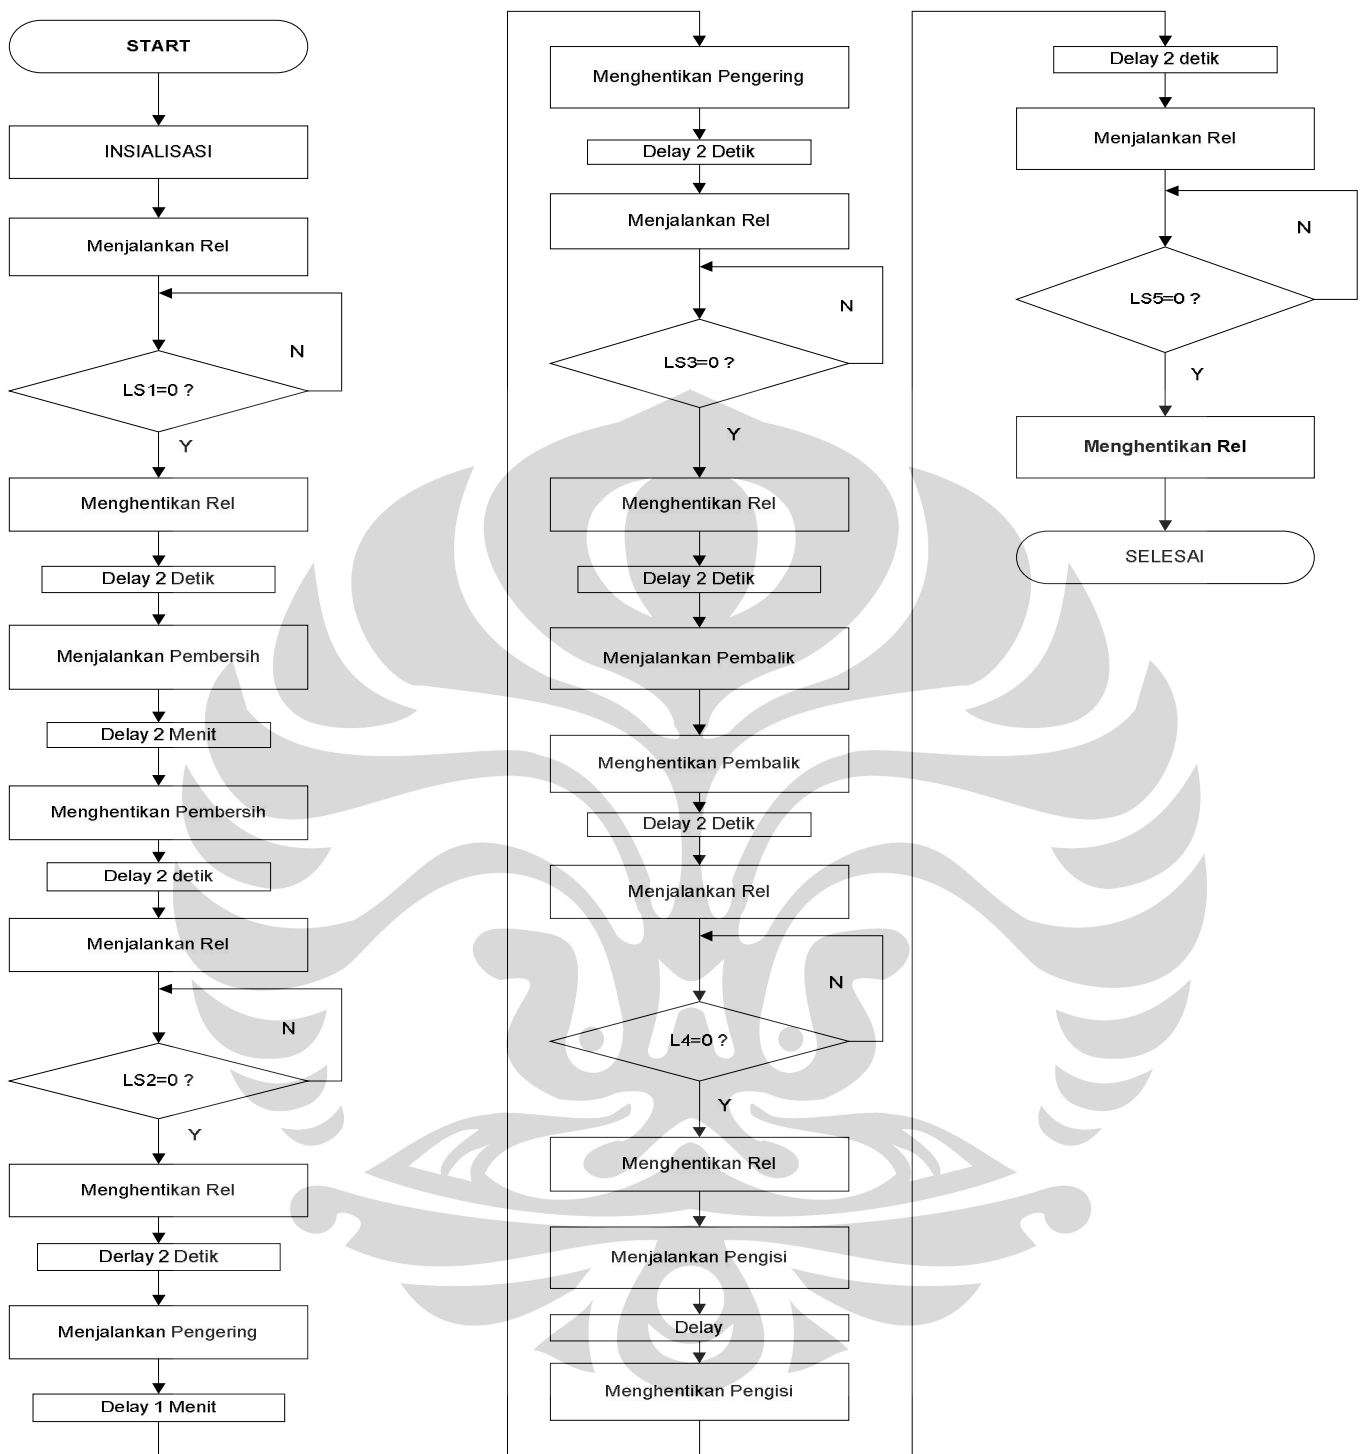 START
INSIALISASI
Menjalankan Rel
N
LS1=0 ?
Y
Menghentikan Rel
Delay 2 Detik
Menjalankan Pembersih
Delay 2 Menit
Menghentikan Pembersih
Delay 2 detik
Menjalankan Rel
N
LS2=0 ?
Y
Menghentikan Rel
Derlay 2 Detik
Menjalankan Pengering
Delay 1 Menit
Menghentikan Pengering
Delay 2 Detik
Menjalankan Rel
N
LS3=0 ?
Y
Menghentikan Rel
Delay 2 Detik
Menjalankan Pembalik
Menghentikan Pembalik
Delay 2 Detik
Menjalankan Rel
N
L4=0 ?
Y
Menghentikan Rel
Menjalankan Pengisi
Delay
Menghentikan Pengisi
Delay 2 detik
Menjalankan Rel
N
LS5=0 ?
Y
Menghentikan Rel
SELESAI